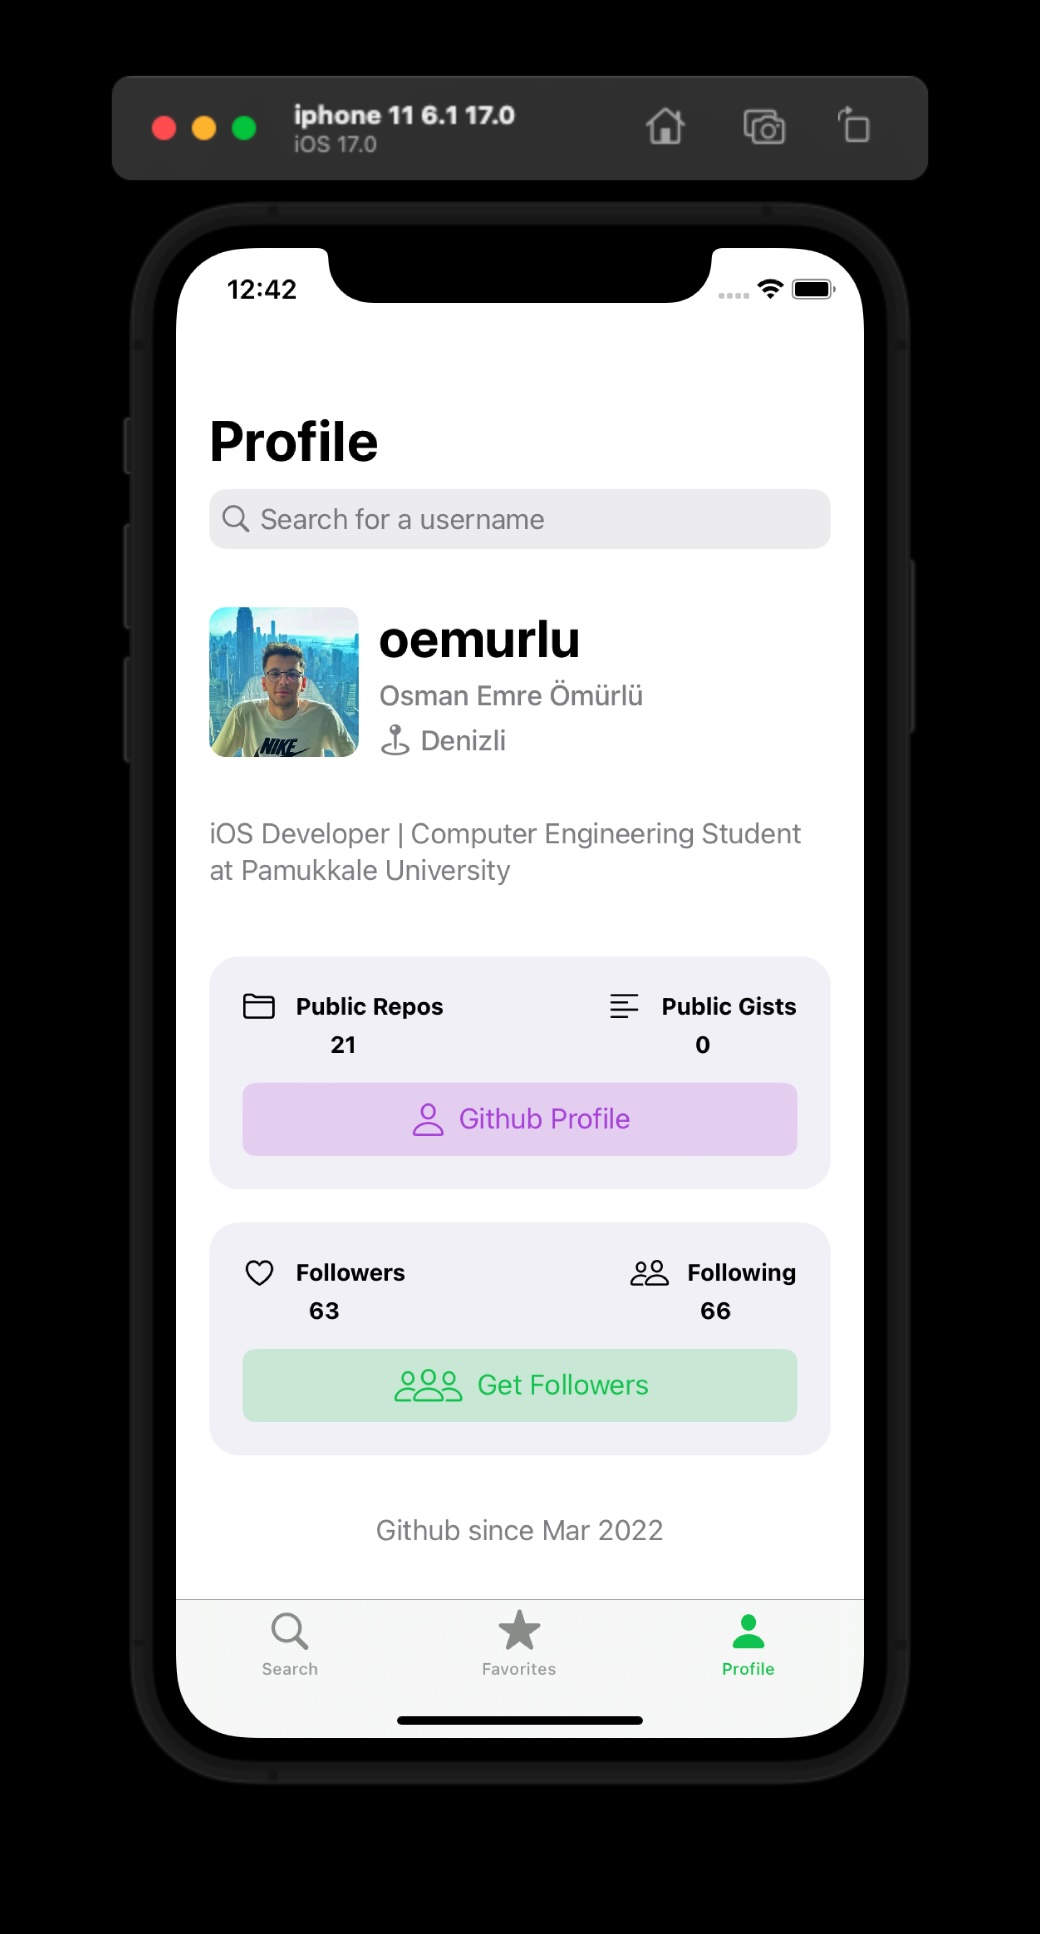 iphone 11 6.1 17.0
iOS 17.0
12:42
Profile
Search for a username
oemurlu
Osman Emre Ömürlü
Denizli
NIKE
iOS Developer | Computer Engineering Student
at Pamukkale University
Public Repos
21
Public Gists
0
Github Profile
Followers
63
Following
66
Get Followers
Github since Mar 2022
Search
Favorites
Profile